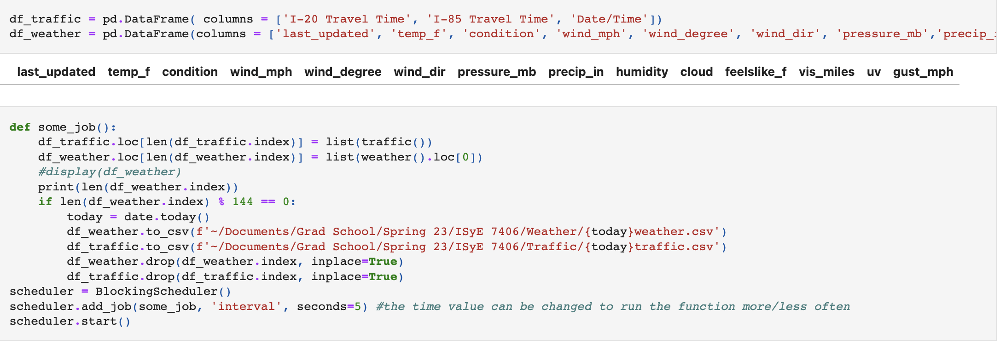 df_traffic = pd.DataFrame( columns = ['I-20 Travel Time', 'I-85 Travel Time', 'Date/Time'])
df_weather = pd.DataFrame(columns = ['last_updated', 'temp_f', 'condition', 'wind_mph', 'wind_degree', 'wind_dir', 'pressure_mb','precip_
last_updated temp_f condition wind_mph wind_degree wind_dir pressure_mb precip_in humidity cloud feelslike_f vis_miles uv gust_mph
def some_job():
    df_traffic.loc[len(df_traffic.index)] = list(traffic())
    df_weather.loc[len(df_weather.index)] = list(weather().loc[0])
    #display(df_weather)
    print(len(df_weather.index))
    if len(df_weather.index) % 144 == 0:
        today = date.today()
        df_weather.to_csv(f'~/Documents/Grad School/Spring 23/ISyE 7406/Weather/{today}weather.csv')
        df_traffic.to_csv(f'~/Documents/Grad School/Spring 23/ISyE 7406/Traffic/{today}traffic.csv')
        df_weather.drop(df_weather.index, inplace=True)
        df_traffic.drop(df_traffic.index, inplace=True)
scheduler = BlockingScheduler()
scheduler.add_job(some_job, 'interval', seconds=5) #the time value can be changed to run the function more/less often
scheduler.start()